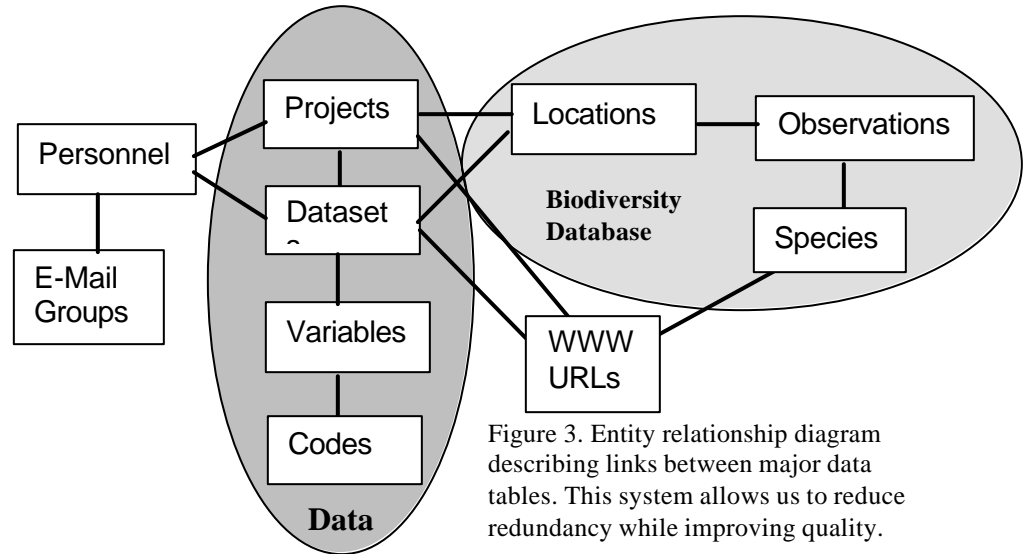 Projects
Locations
Observations
Personnel
Dataset
Biodiversity
Database
Species
E-Mail
Groups
Variables
WWW
URLs
Codes
Data
Figure 3. Entity relationship diagram
describing links between major data
tables. This system allows us to reduce
redundancy while improving quality.